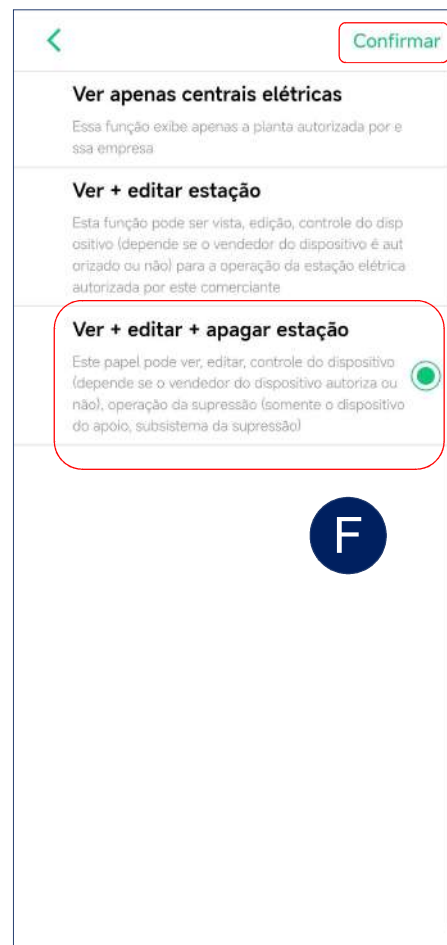 Confirmar
Ver apenas centrais elétricas
Essa função exibe apenas a planta autorizada por e
ssa empresa
Ver + editar estação
Esta função pode ser vista, edição, controle do disp
ositivo (depende se o vendedor do dispositivo é aut
orizado ou não) para a operação da estação elétrica
autorizada por este comerciante
Ver + editar + apagar estação
Este papel pode ver, editar, controle do dispositivo
(depende se o vendedor do dispositivo autoriza ou
não), operação da supressão (somente o dispositivo
do apoio, subsistema da supressão)
F